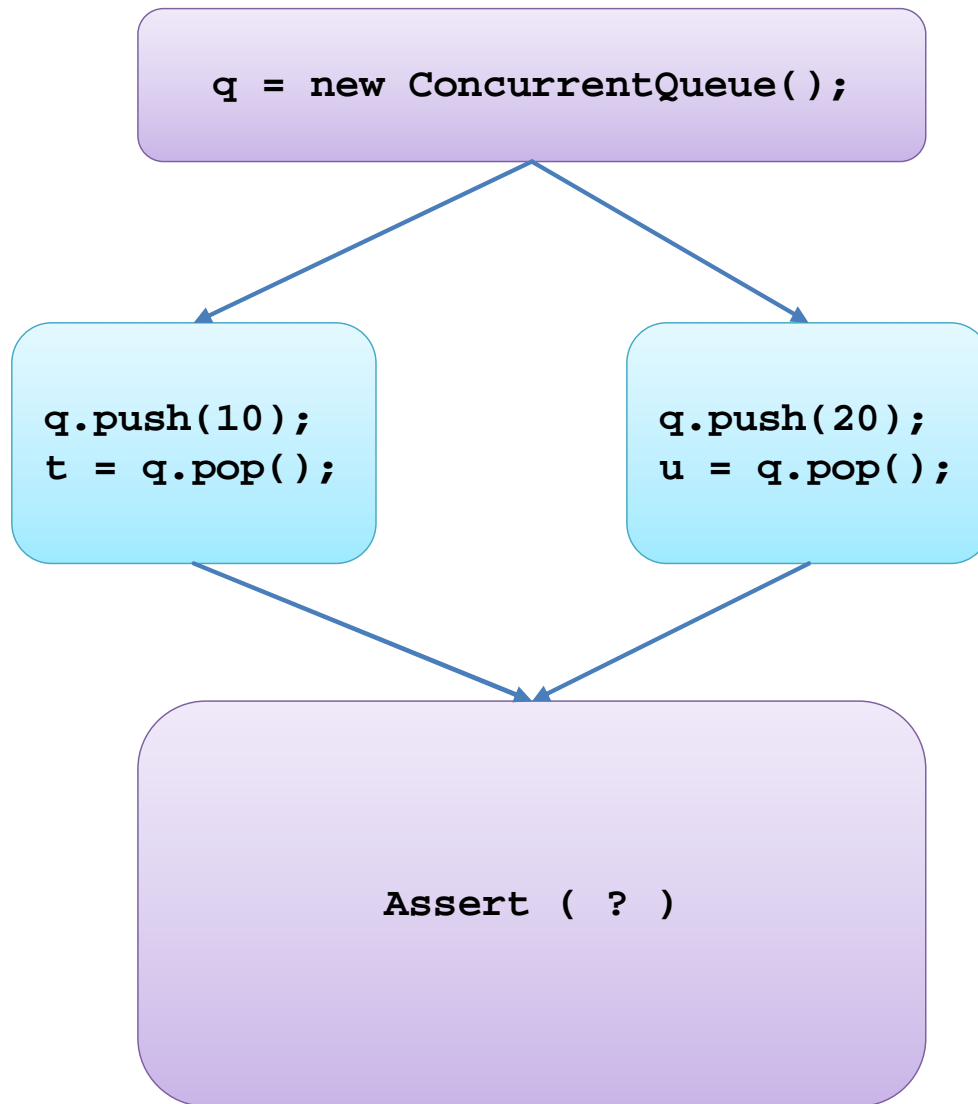 q = new ConcurrentQueue();
q.push(10);
t = q.pop();
q.push(20);
u = q.pop();
Assert ( ? )